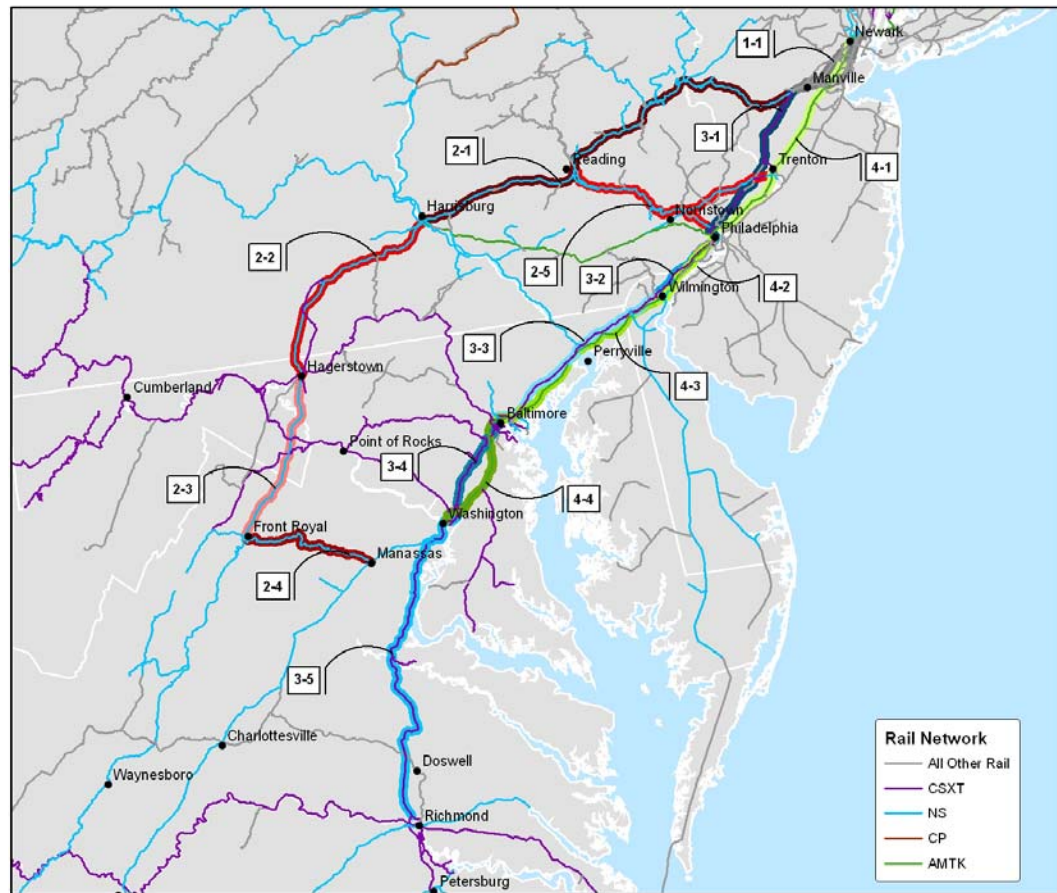 Newark
1-1
Manville
3-1
2-1
Reading
Trenton
4-1
Harrisburg
Norristown
Philadelphia
2-2
2-5
3-2
4-2
Wilmington
3-3
Perryville
Hagerstown
4-3
Cumberland
Baltimore
Point of Rocks
3-4
2-3
4-4
Washington
Front Royal
Manassas
2-4
3-5
Charlottesville
Doswell
Waynesboro
Richmond
Petersburg
Rail Network
All Other Rail
CSXT
NS
CP
AMTK